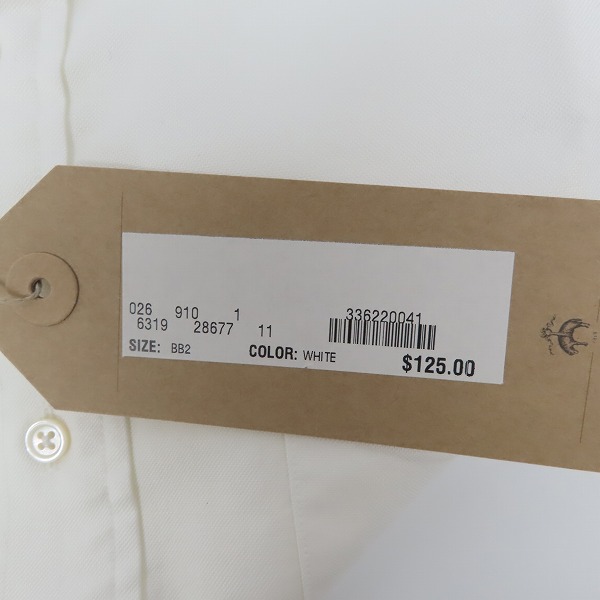 026 910 1
6319 28677 11
336220041
SIZE: BB2 COLOR: WHITE $125.00